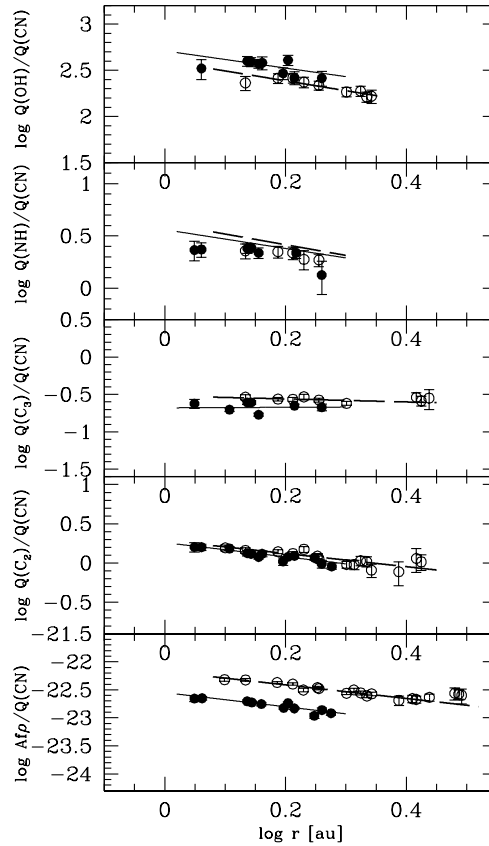 log Q(OH)/Q(CN)
3
2.5
2
1.5
0 0.2 0.4
log Q(NH)/Q(CN)
1
0.5
0
0.5
0 0.2 0.4
log Q(C₃)/Q(CN)
0
−0.5
−1
−1.5
0 0.2 0.4
log Q(C₂)/Q(CN)
1
0.5
0
−0.5
−21.5
0 0.2 0.4
log Afρ/Q(CN)
−22
−22.5
−23
−23.5
−24
0 0.2 0.4
log r [au]